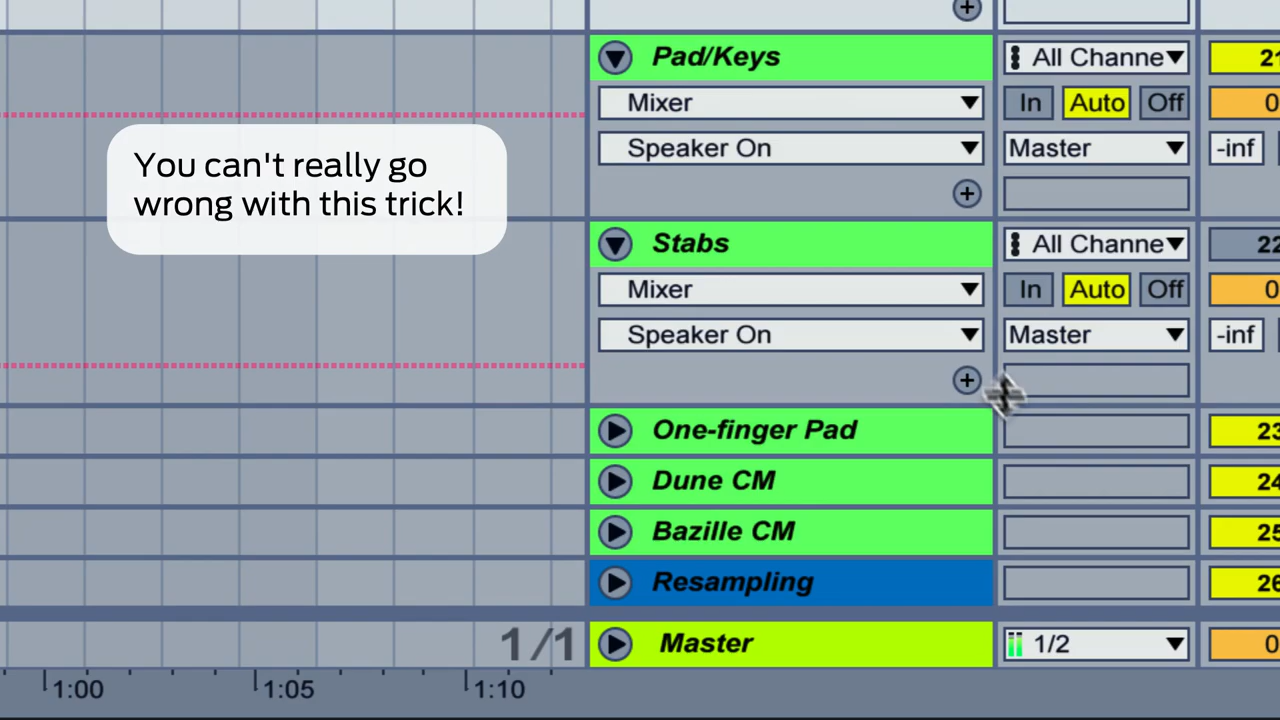 Pad/Keys
All Channe
Mixer
In Auto Off
You can't really go
wrong with this trick!
Speaker On
Master
-inf
+
Stabs
All Channe
22
Mixer
In Auto Off
0
Speaker On
Master
-inf
+
One-finger Pad
23
Dune CM
24
Bazille CM
25
Resampling
26
1/1
Master
1/2
0
1:00
1:05
1:10